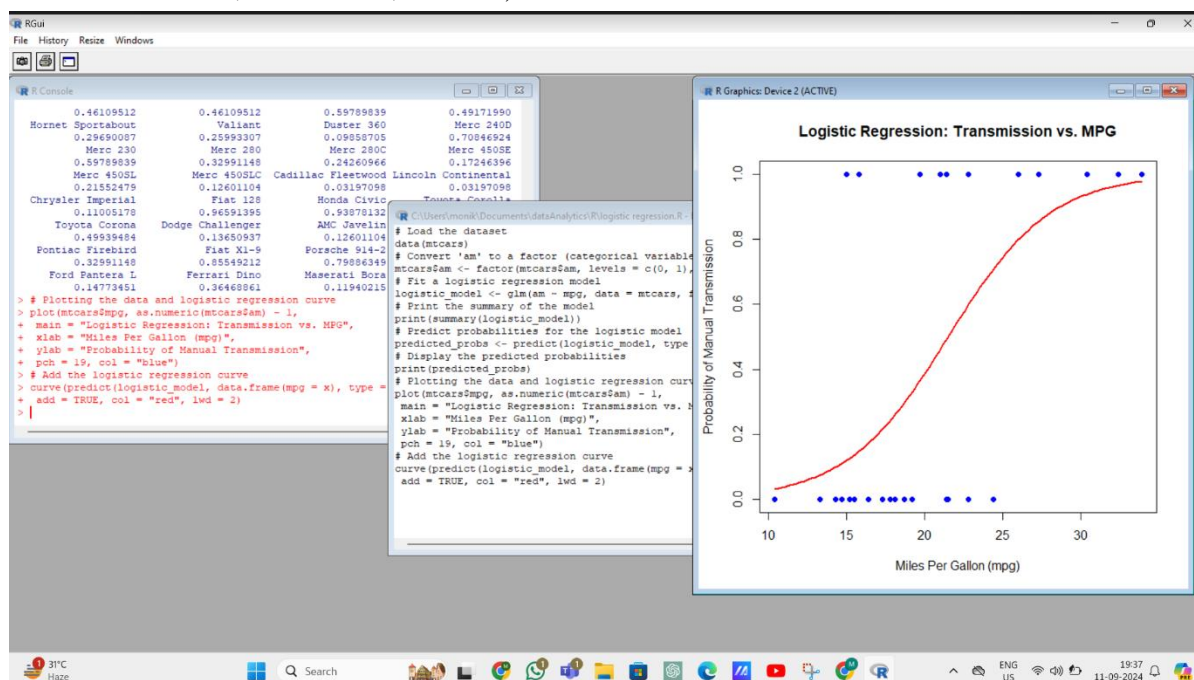 RGui
File History Resize Windows
R Console
0.46109512 0.46109512 0.59789839 0.49171990
Hornet Sportabout Valiant Duster 360 Merc 240D
0.29690087 0.25993307 0.09858705 0.70846924
Merc 230 Merc 280 Merc 280C Merc 450SE
0.59789839 0.32991148 0.24260966 0.17246396
Merc 450SL Merc 450SLC Cadillac Fleetwood Lincoln Continental
0.21552479 0.12601104 0.03197098 0.03197098
Chrysler Imperial Fiat 128 Honda Civic Toyota Corolla
0.11005178 0.96591395 0.93878132
Toyota Corona Dodge Challenger AMC Javelin
0.49939484 0.13650937 0.12601104
Pontiac Firebird Fiat X1-9 Porsche 914-2
0.32991148 0.85549212 0.79886349
Ford Pantera L Ferrari Dino Maserati Bora
0.14773451 0.36468861 0.11940215
> # Plotting the data and logistic regression curve
> plot(mtcars$mpg, as.numeric(mtcars$am) - 1,
+ main = "Logistic Regression: Transmission vs. MPG",
+ xlab = "Miles Per Gallon (mpg)",
+ ylab = "Probability of Manual Transmission",
+ pch = 19, col = "blue")
> # Add the logistic regression curve
> curve(predict(logistic_model, data.frame(mpg = x), type =
+ add = TRUE, col = "red", lwd = 2)
>
C:\Users\monik\Documents\dataAnalytics\R\logistic regression.R -
# Load the dataset
data(mtcars)
# Convert 'am' to a factor (categorical variable
mtcars$am <- factor(mtcars$am, levels = c(0, 1),
# Fit a logistic regression model
logistic_model <- glm(am ~ mpg, data = mtcars, f
# Print the summary of the model
print(summary(logistic_model))
# Predict probabilities for the logistic model
predicted_probs <- predict(logistic_model, type
# Display the predicted probabilities
print(predicted_probs)
# Plotting the data and logistic regression curv
plot(mtcars$mpg, as.numeric(mtcars$am) - 1,
main = "Logistic Regression: Transmission vs. M
xlab = "Miles Per Gallon (mpg)",
ylab = "Probability of Manual Transmission",
pch = 19, col = "blue")
# Add the logistic regression curve
curve(predict(logistic_model, data.frame(mpg = x
add = TRUE, col = "red", lwd = 2)
R Graphics: Device 2 (ACTIVE)
Logistic Regression: Transmission vs. MPG
Probability of Manual Transmission
1.0
0.8
0.6
0.4
0.2
0.0
10 15 20 25 30
Miles Per Gallon (mpg)
31°C
Haze
Search
ENG
US
19:37
11-09-2024